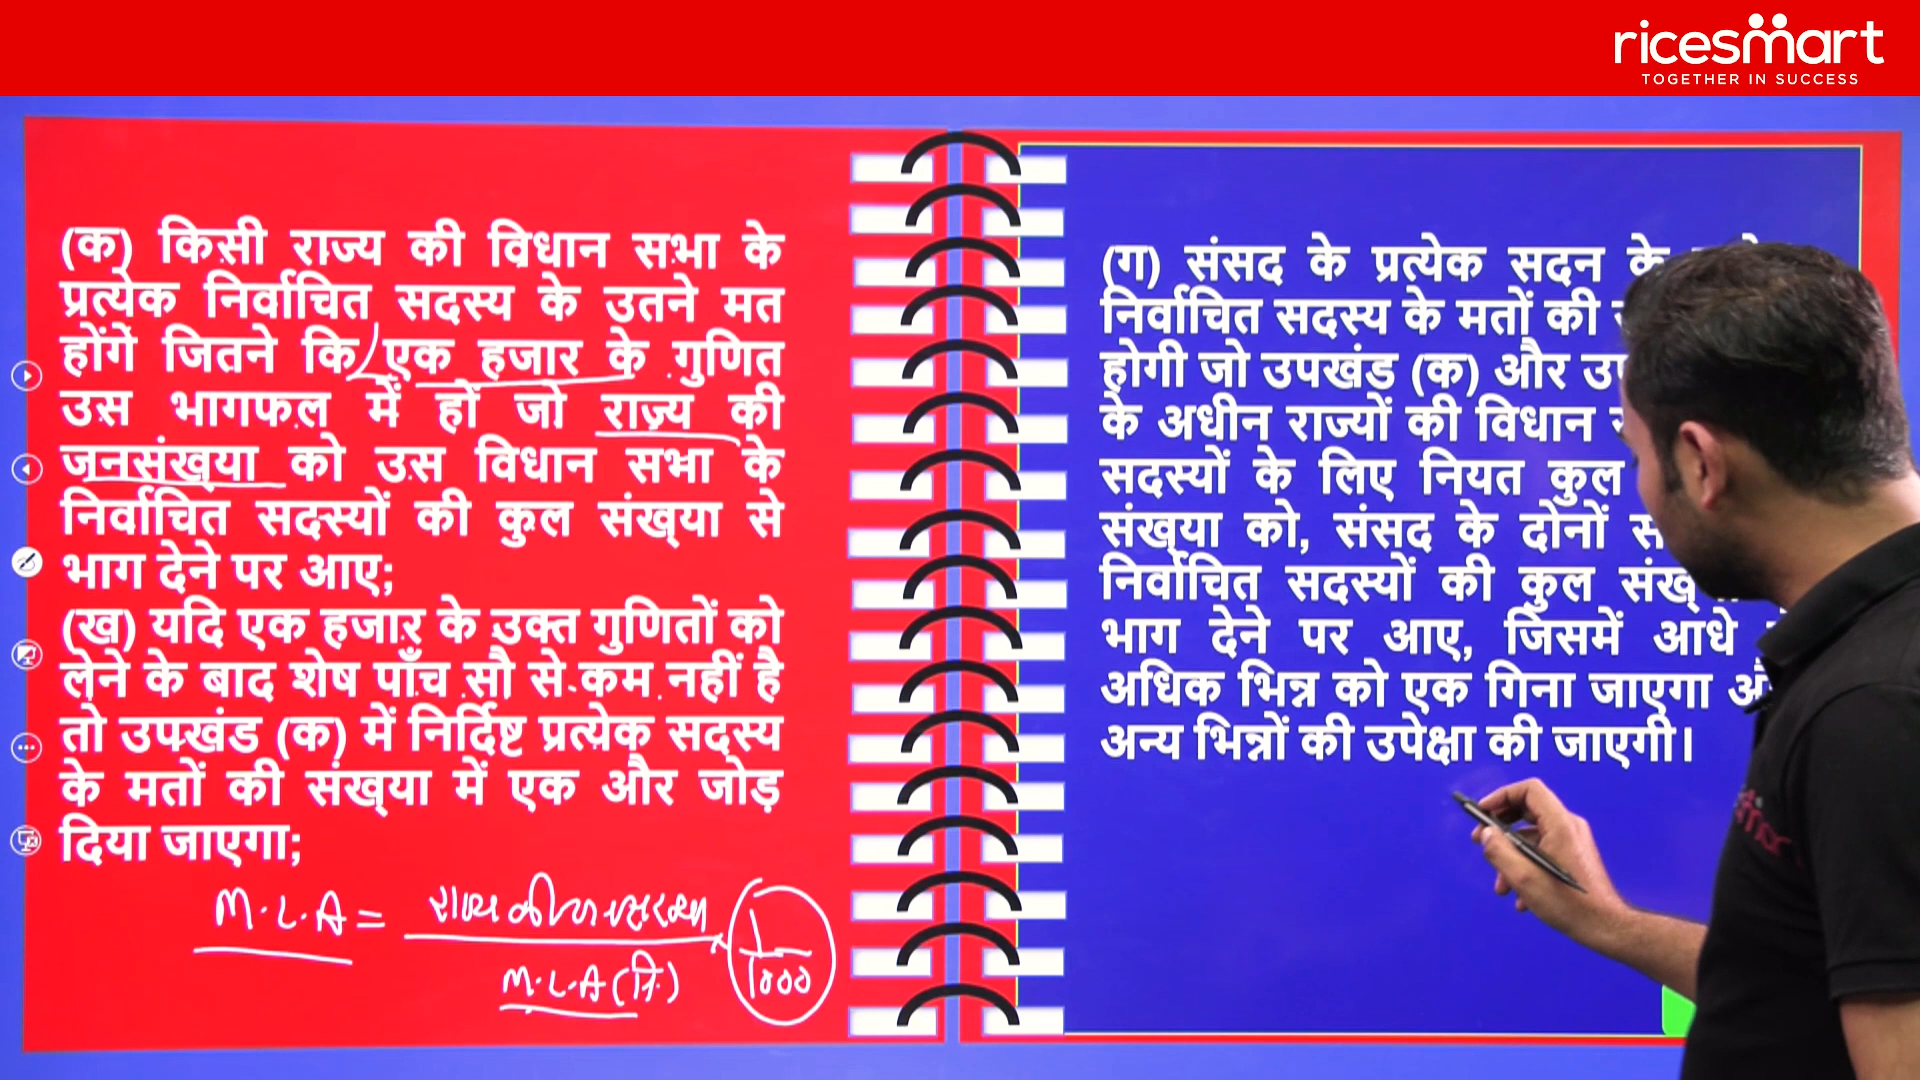 ricesmart
TOGETHER IN SUCCESS
(क) किसी राज्य की विधान सभा के
प्रत्येक निर्वाचित सदस्य के उतने मत
होंगें जितने कि एक हजार के गुणित
उस भागफल में हों जो राज्य की
जनसंख्या को उस विधान सभा के
निर्वाचित सदस्यों की कुल संख्या से
भाग देने पर आए;
(ख) यदि एक हजार के उक्त गुणितों को
लेने के बाद शेष पाँच सौ से कम नहीं है
तो उपखंड (क) में निर्दिष्ट प्रत्येक सदस्य
के मतों की संख्या में एक और जोड़
दिया जाएगा;
M.L.A = राज्य की जनसंख्या × 1
M.L.A (नि.) 1000
(ग) संसद के प्रत्येक सदन के
निर्वाचित सदस्य के मतों की
होगी जो उपखंड (क) और
के अधीन राज्यों की विधान
सदस्यों के लिए नियत कुल
संख्या को, संसद के दोनों
निर्वाचित सदस्यों की कुल
भाग देने पर आए, जिसमें आधे
अधिक भिन्न को एक गिना जाएगा
अन्य भिन्नों की उपेक्षा की जाएगी।